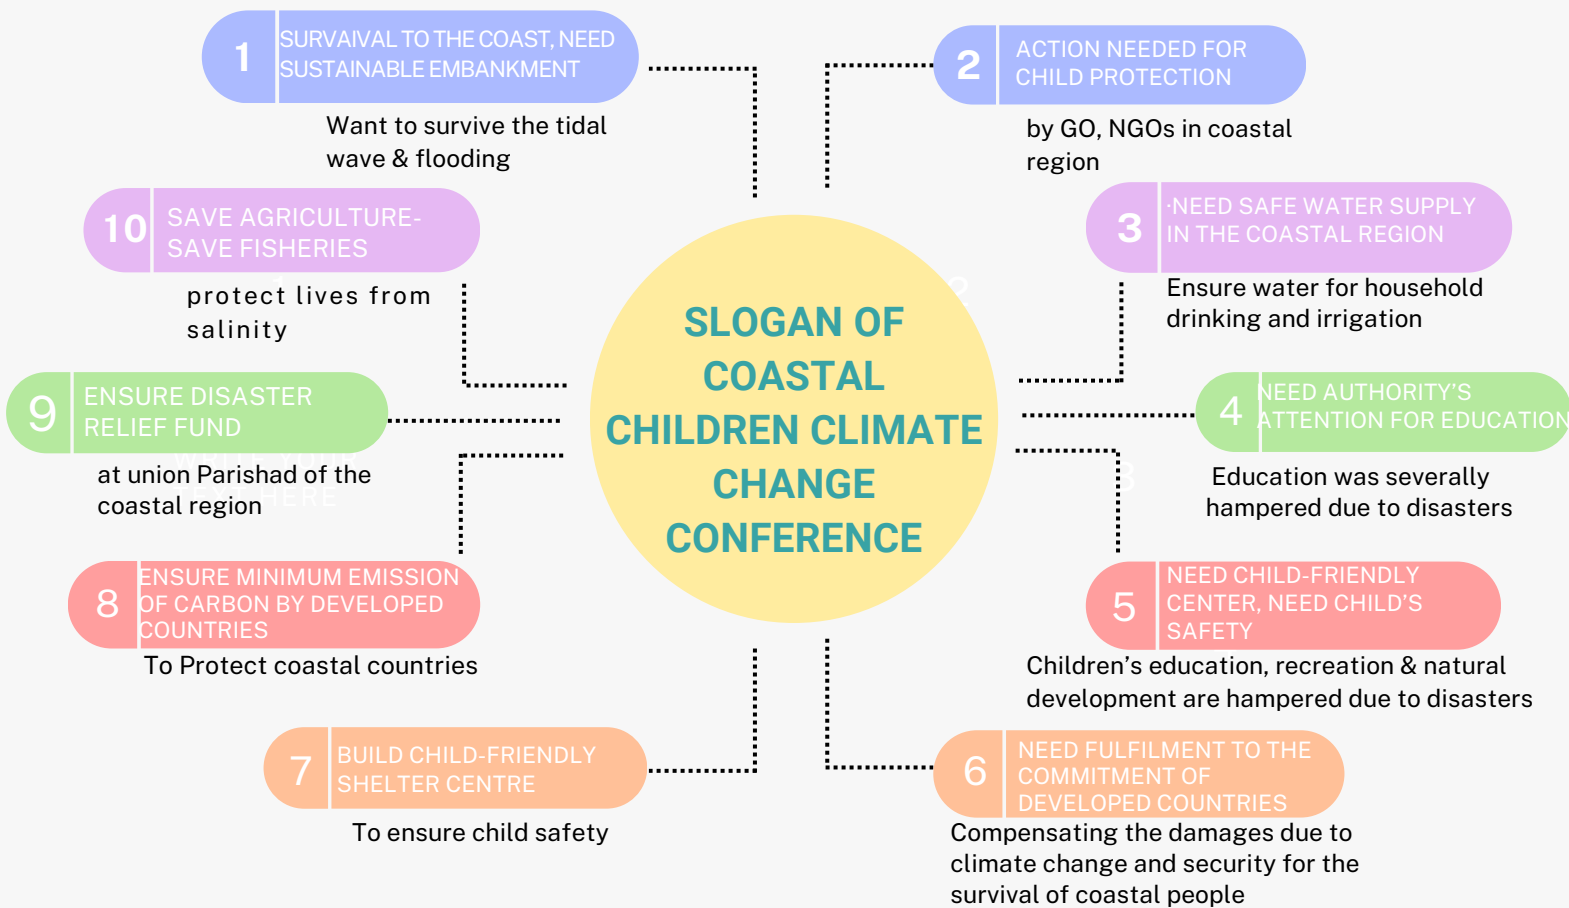 SLOGAN OF
COASTAL
CHILDREN CLIMATE
CHANGE
CONFERENCE
1
SURVAIVAL TO THE COAST, NEED
SUSTAINABLE EMBANKMENT
Want to survive the tidal
wave & flooding
2
ACTION NEEDED FOR
CHILD PROTECTION
by GO, NGOs in coastal
region
3
·NEED SAFE WATER SUPPLY
IN THE COASTAL REGION
Ensure water for household
drinking and irrigation
4
NEED AUTHORITY’S
ATTENTION FOR EDUCATION
Education was severally
hampered due to disasters
5
NEED CHILD-FRIENDLY
CENTER, NEED CHILD’S
SAFETY
Children’s education, recreation & natural
development are hampered due to disasters
6
NEED FULFILMENT TO THE
COMMITMENT OF
DEVELOPED COUNTRIES
Compensating the damages due to
climate change and security for the
survival of coastal people
7
BUILD CHILD-FRIENDLY
SHELTER CENTRE
To ensure child safety
8
ENSURE MINIMUM EMISSION
OF CARBON BY DEVELOPED
COUNTRIES
To Protect coastal countries
9
ENSURE DISASTER
RELIEF FUND
at union Parishad of the
coastal region
WRITE YOUR
TEXT HERE
10
SAVE AGRICULTURE-
SAVE FISHERIES
protect lives from
salinity
2
3